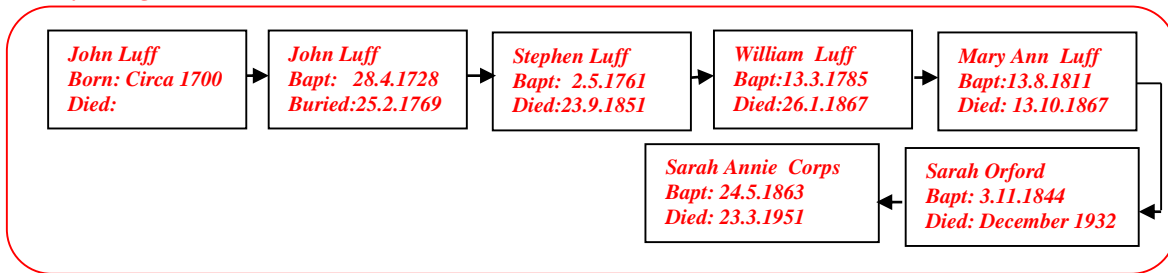 John Luff
Born: Circa 1700
Died:
John Luff
Bapt: 28.4.1728
Buried:25.2.1769
Stephen Luff
Bapt: 2.5.1761
Died:23.9.1851
William Luff
Bapt:13.3.1785
Died:26.1.1867
Mary Ann Luff
Bapt:13.8.1811
Died: 13.10.1867
Sarah Annie Corps
Bapt: 24.5.1863
Died: 23.3.1951
Sarah Orford
Bapt: 3.11.1844
Died: December 1932